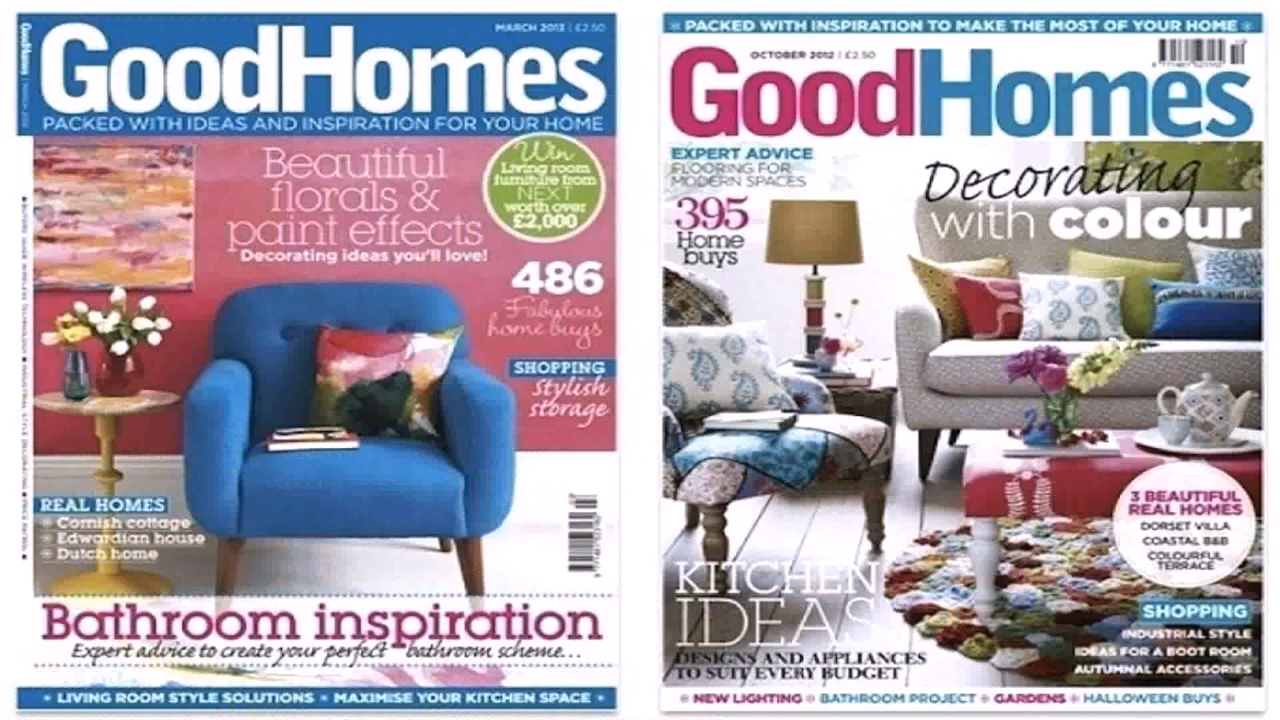 MARCH 2013 | £2.50
GoodHomes
PACKED WITH IDEAS AND INSPIRATION FOR YOUR HOME
Beautiful
florals &
paint effects
Decorating ideas you'll love!
Win
Living room
furniture from
NEXT
worth over
£2,000
486
Fabulous
home buys
SHOPPING
Stylish
storage
REAL HOMES
Cornish cottage
Edwardian house
Dutch home
Bathroom inspiration
Expert advice to create your perfect bathroom scheme...
LIVING ROOM STYLE SOLUTIONS * MAXIMISE YOUR KITCHEN SPACE
PACKED WITH INSPIRATION TO MAKE THE MOST OF YOUR HOME
OCTOBER 2012 | £2.50
GoodHomes
EXPERT ADVICE
FLOORING FOR
MODERN SPACES
395
Home
buys
Decorating
with colour
3 BEAUTIFUL
REAL HOMES
DORSET VILLA
COASTAL B&B
COLOURFUL
TERRACE
KITCHEN
IDEAS
DESIGNS AND APPLIANCES
TO SUIT EVERY BUDGET
SHOPPING
INDUSTRIAL STYLE
IDEAS FOR A BOOT ROOM
AUTUMNAL ACCESSORIES
NEW LIGHTING * BATHROOM PROJECT * GARDENS * HALLOWEEN BUYS